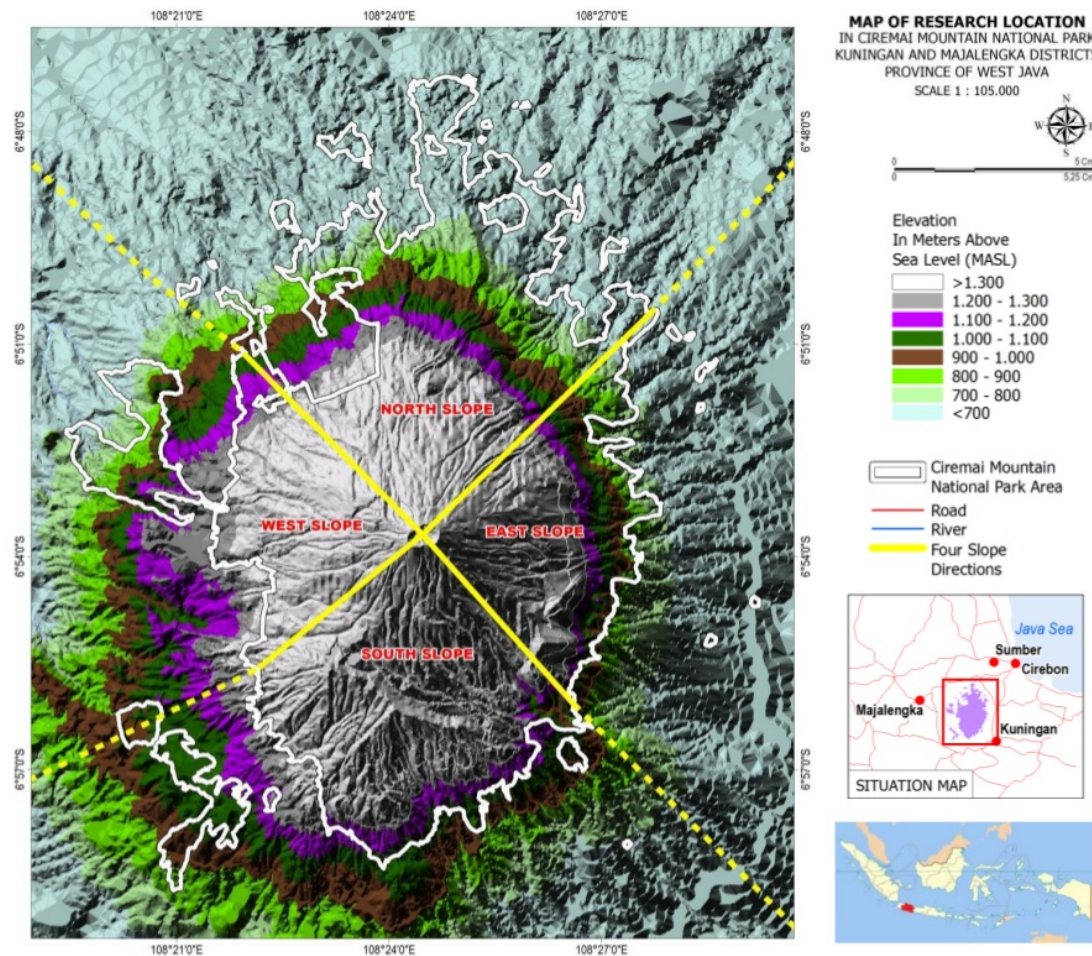 MAP OF RESEARCH LOCATION
IN CIREMAI MOUNTAIN NATIONAL PARK
KUNINGAN AND MAJALENGKA DISTRICTS
PROVINCE OF WEST JAVA
SCALE 1 : 105.000
N
W E
S
0 5 Cm
0 5,25 Cm
Elevation
In Meters Above
Sea Level (MASL)
>1.300
1.200 - 1.300
1.100 - 1.200
1.000 - 1.100
900 - 1.000
800 - 900
700 - 800
<700
Ciremai Mountain
National Park Area
Road
River
Four Slope
Directions
Java Sea
Sumber
Cirebon
Majalengka
Kuningan
SITUATION MAP
108°21'0"E 108°24'0"E 108°27'0"E
6°48'0"S 6°48'0"S
6°51'0"S 6°51'0"S
NORTH SLOPE
WEST SLOPE
EAST SLOPE
6°54'0"S 6°54'0"S
SOUTH SLOPE
6°57'0"S 6°57'0"S
108°21'0"E 108°24'0"E 108°27'0"E